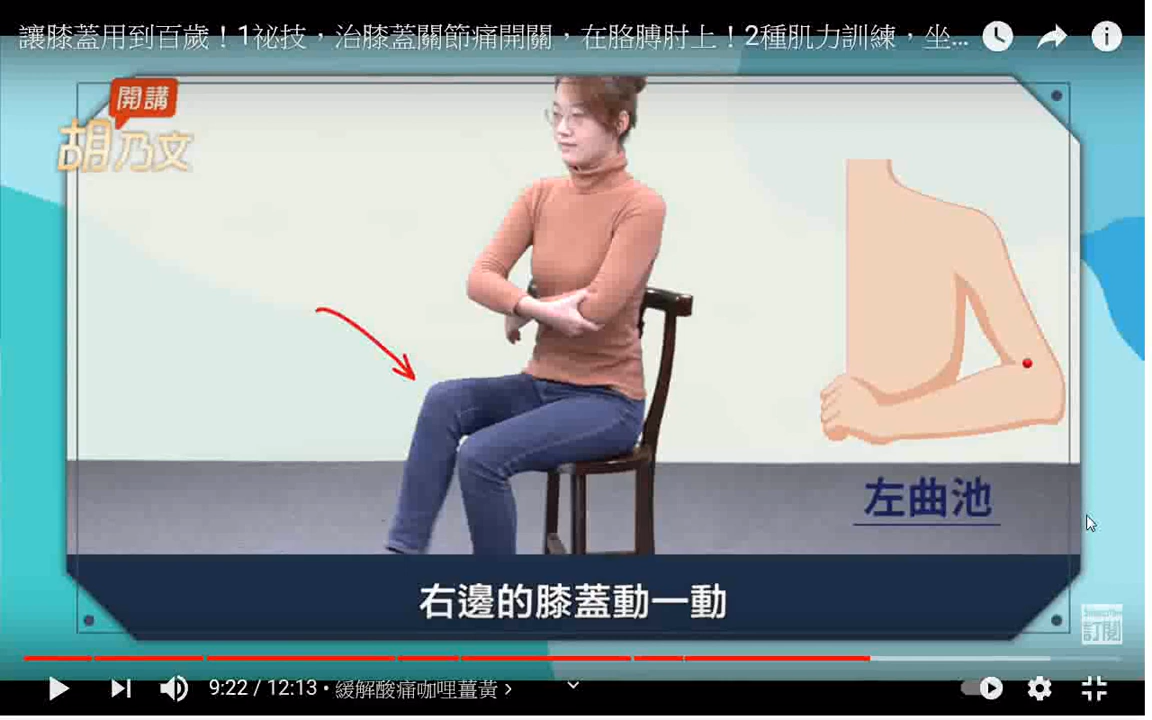 讓膝蓋用到百歲！1祕技，治膝蓋關節痛開關，在胳膊肘上！2種肌力訓練，坐...
開講
胡乃文
左曲池
右邊的膝蓋動一動
訂閱
9:22 / 12:13 • 緩解酸痛咖哩薑黃 ›